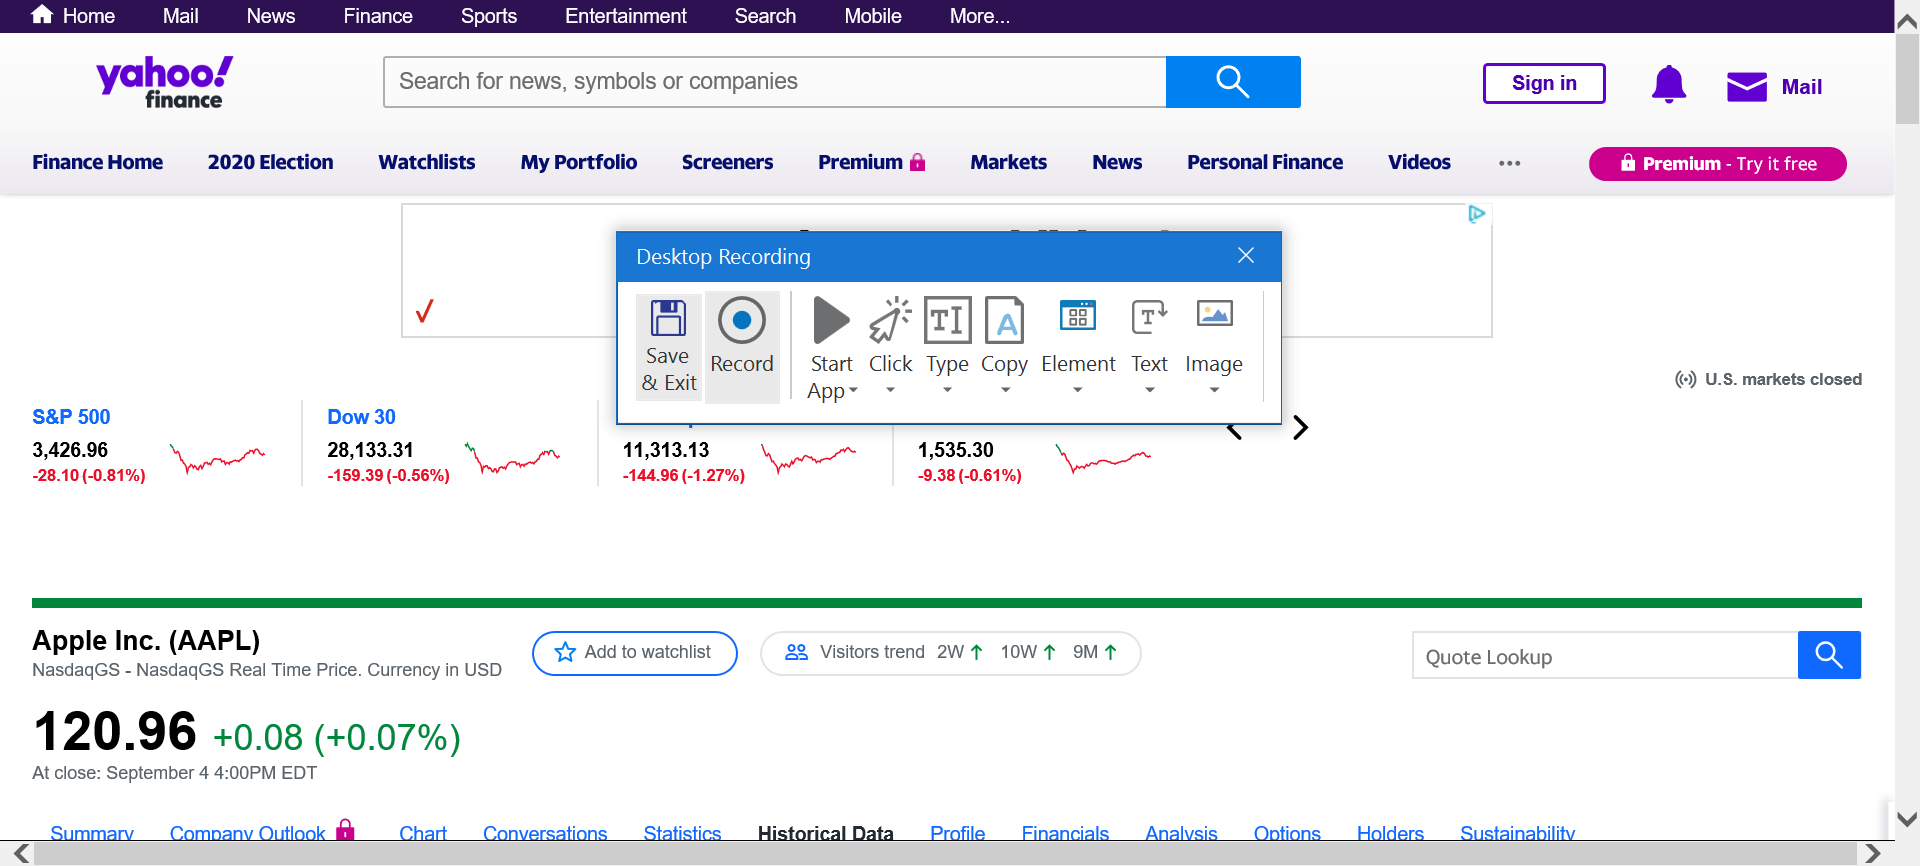 Home Mail News Finance Sports Entertainment Search Mobile More...
yahoo!
finance
Search for news, symbols or companies
Sign in
Mail
Finance Home 2020 Election Watchlists My Portfolio Screeners Premium Markets News Personal Finance Videos ••• Premium - Try it free
Desktop Recording
Save
& Exit
Record
Start
App
Click
Type
Copy
Element
Text
Image
U.S. markets closed
S&P 500
3,426.96
-28.10 (-0.81%)
Dow 30
28,133.31
-159.39 (-0.56%)
11,313.13
-144.96 (-1.27%)
1,535.30
-9.38 (-0.61%)
Apple Inc. (AAPL)
NasdaqGS - NasdaqGS Real Time Price. Currency in USD
Add to watchlist
Visitors trend 2W ↑ 10W ↑ 9M ↑
Quote Lookup
120.96 +0.08 (+0.07%)
At close: September 4 4:00PM EDT
Summary Company Outlook Chart Conversations Statistics Historical Data Profile Financials Analysis Options Holders Sustainability